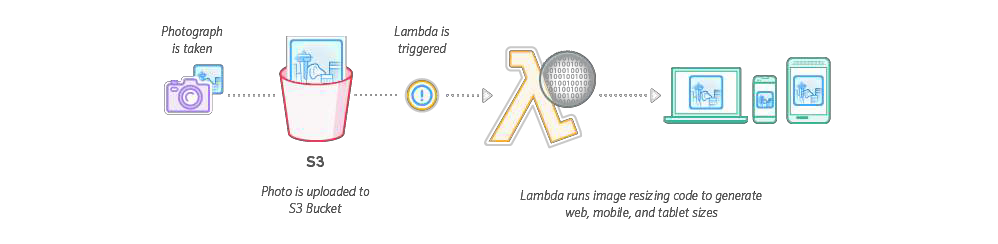 Photograph
is taken
Lambda is
triggered
S3
Photo is uploaded to
S3 Bucket
Lambda runs image resizing code to generate
web, mobile, and tablet sizes